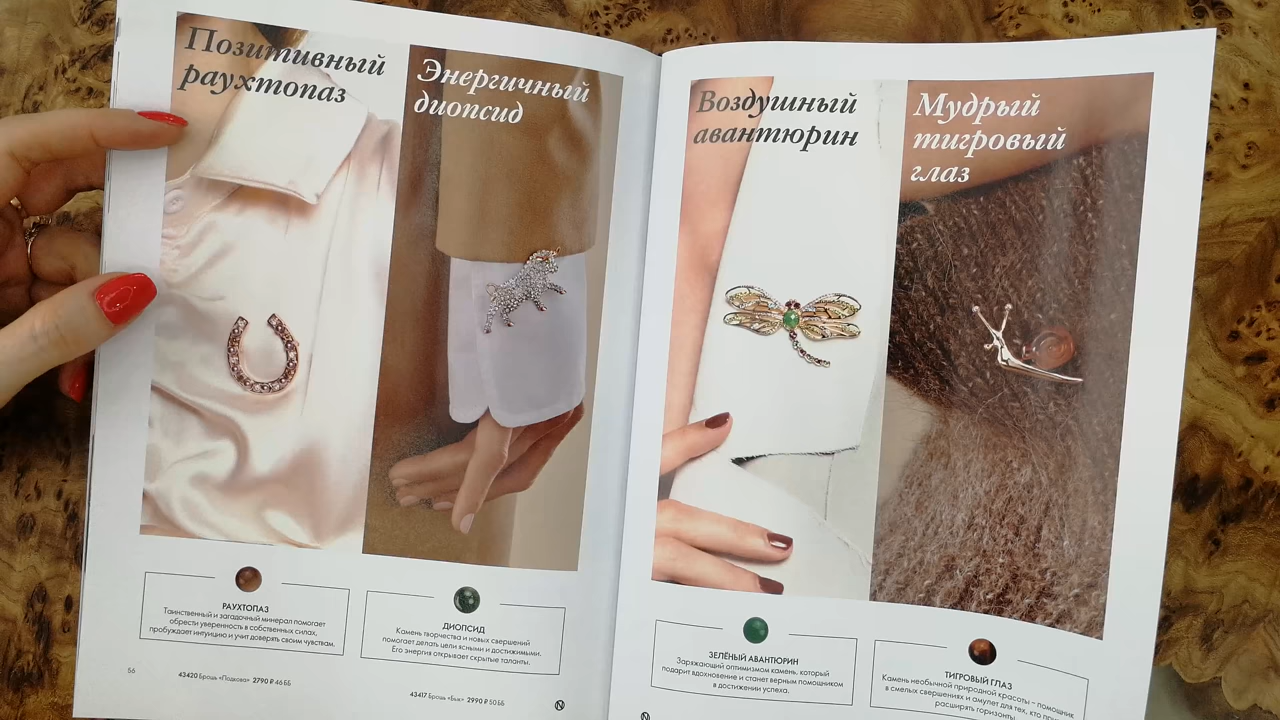 Позитивный
раухтопаз
Энергичный
диопсид
РАУХТОПАЗ
Таинственный и загадочный минерал помогает
обрести уверенность в собственных силах,
пробуждает интуицию и учит доверять своим чувствам.
ДИОПСИД
Камень творчества и новых свершений
помогает делать цели ясными и достижимыми.
Его энергия открывает скрытые таланты.
56
43420 Брошь «Подкова» 2790 ₽ 46 ББ
43417 Брошь «Бык» 2990 ₽ 50 ББ
N
Воздушный
авантюрин
Мудрый
тигровый
глаз
ЗЕЛЁНЫЙ АВАНТЮРИН
Заряжающий оптимизмом камень, который
подарит вдохновение и станет верным помощником
в достижении успеха.
ТИГРОВЫЙ ГЛАЗ
Камень необычной природной красоты – помощник
в смелых свершениях и амулет для тех, кто
расширять горизонты.
N